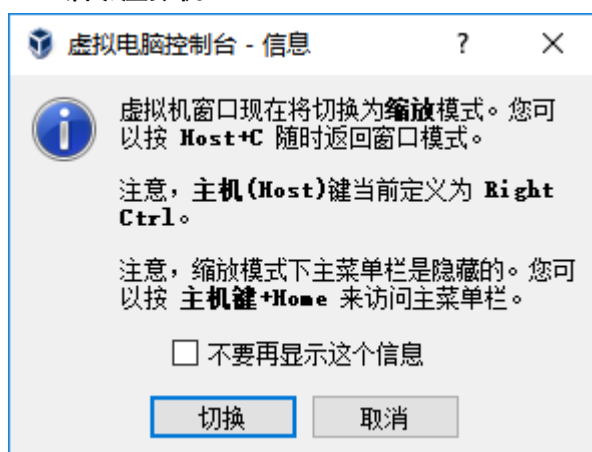 虚拟电脑控制台 - 信息
虚拟机窗口现在将切换为缩放模式。您可
以按 Host+C 随时返回窗口模式。
注意，主机(Host)键当前定义为 Right
Ctrl。
注意，缩放模式下主菜单栏是隐藏的。您可
以按 主机键+Home 来访问主菜单栏。
不要再显示这个信息
切换
取消